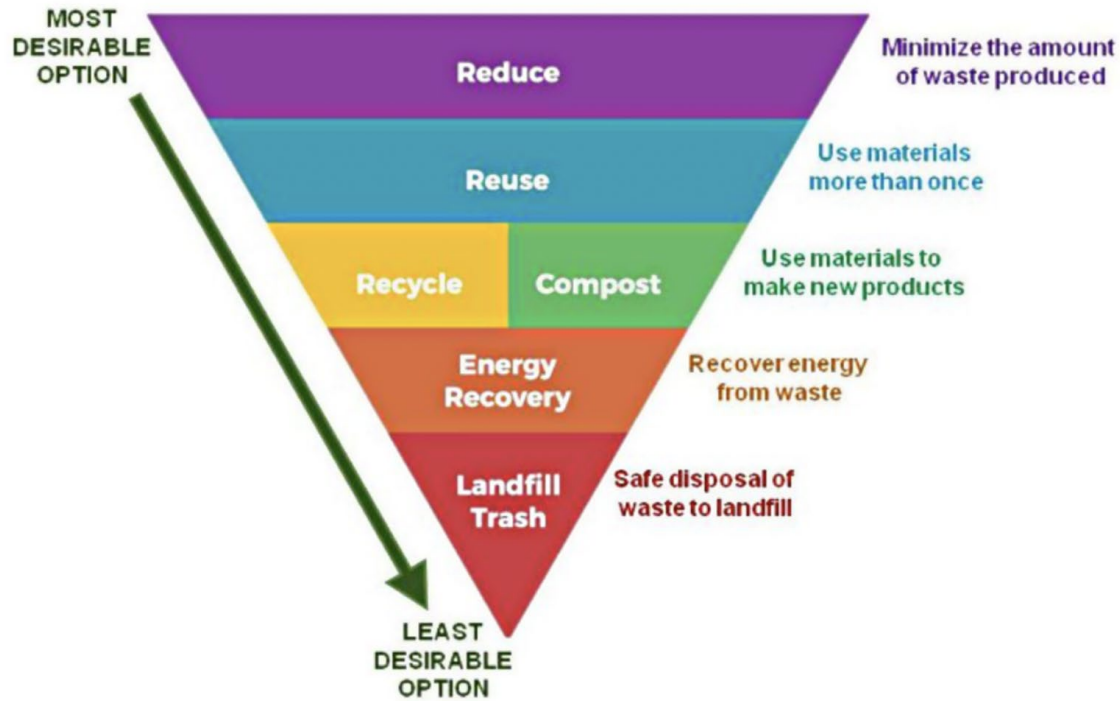 MOST
DESIRABLE
OPTION
Reduce
Minimize the amount
of waste produced
Reuse
Use materials
more than once
Recycle
Compost
Use materials to
make new products
Energy
Recovery
Recover energy
from waste
Landfill
Trash
Safe disposal of
waste to landfill
LEAST
DESIRABLE
OPTION